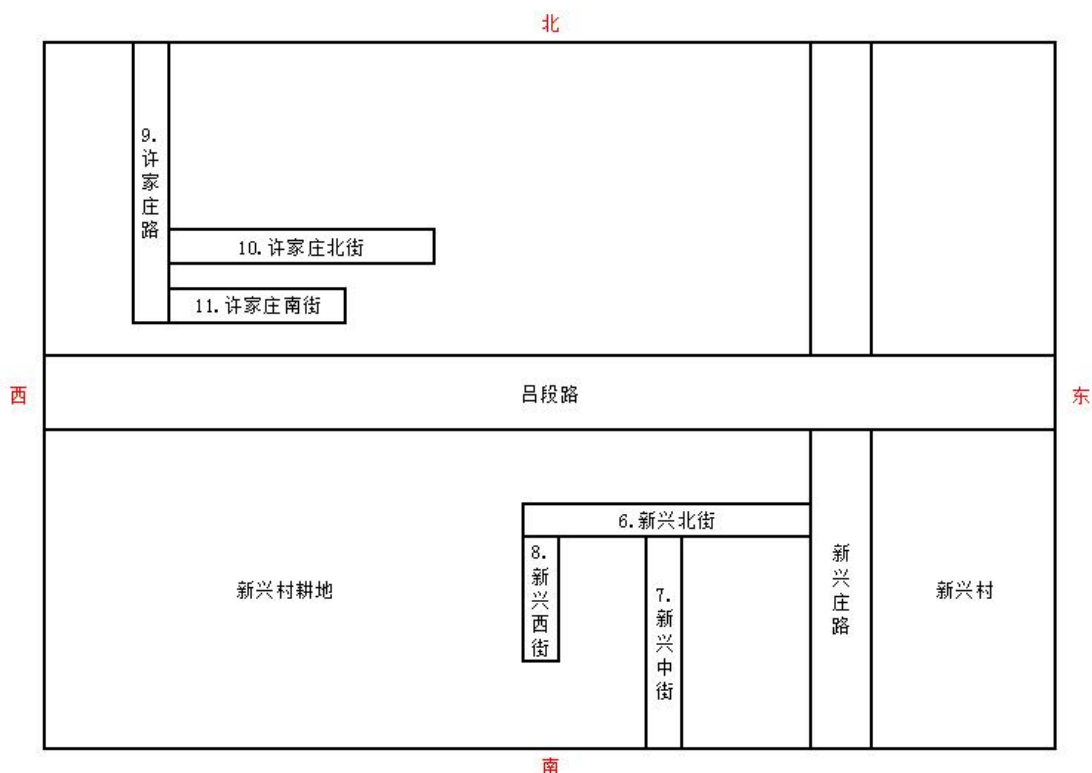 北
9.许家庄路
10.许家庄北街
11.许家庄南街
西
吕段路
东
6.新兴北街
8.新兴西街
7.新兴中街
新兴庄路
新兴村耕地
新兴村
南